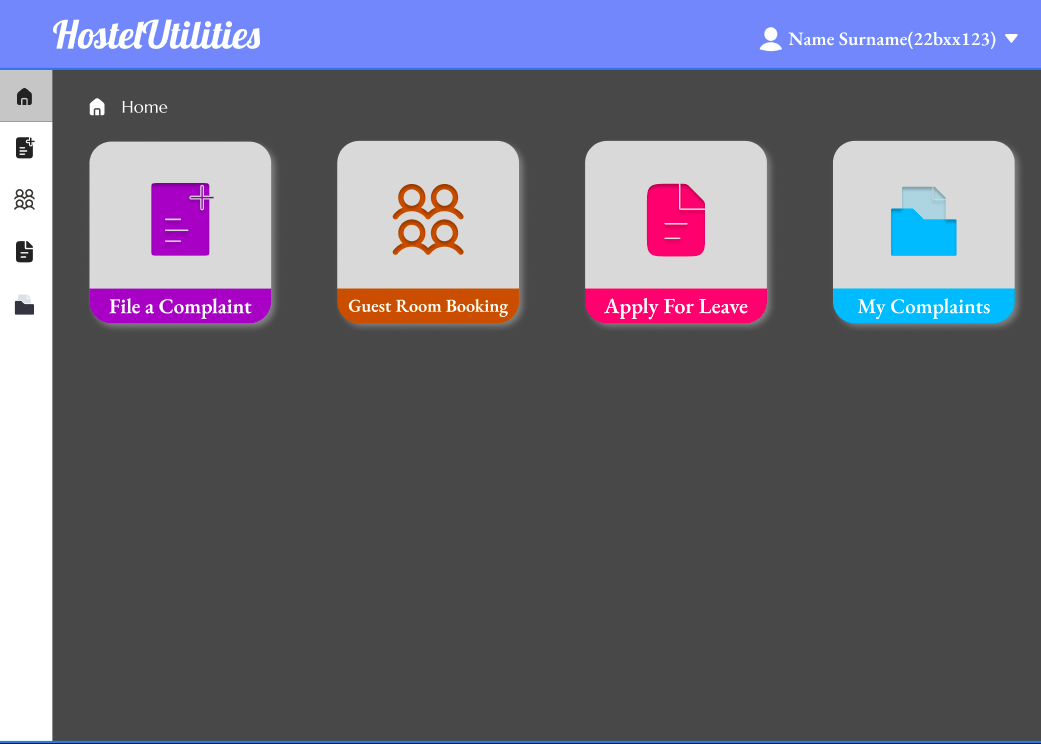 HostelUtilities
Name Surname(22bxx123)
Home
File a Complaint
Guest Room Booking
Apply For Leave
My Complaints